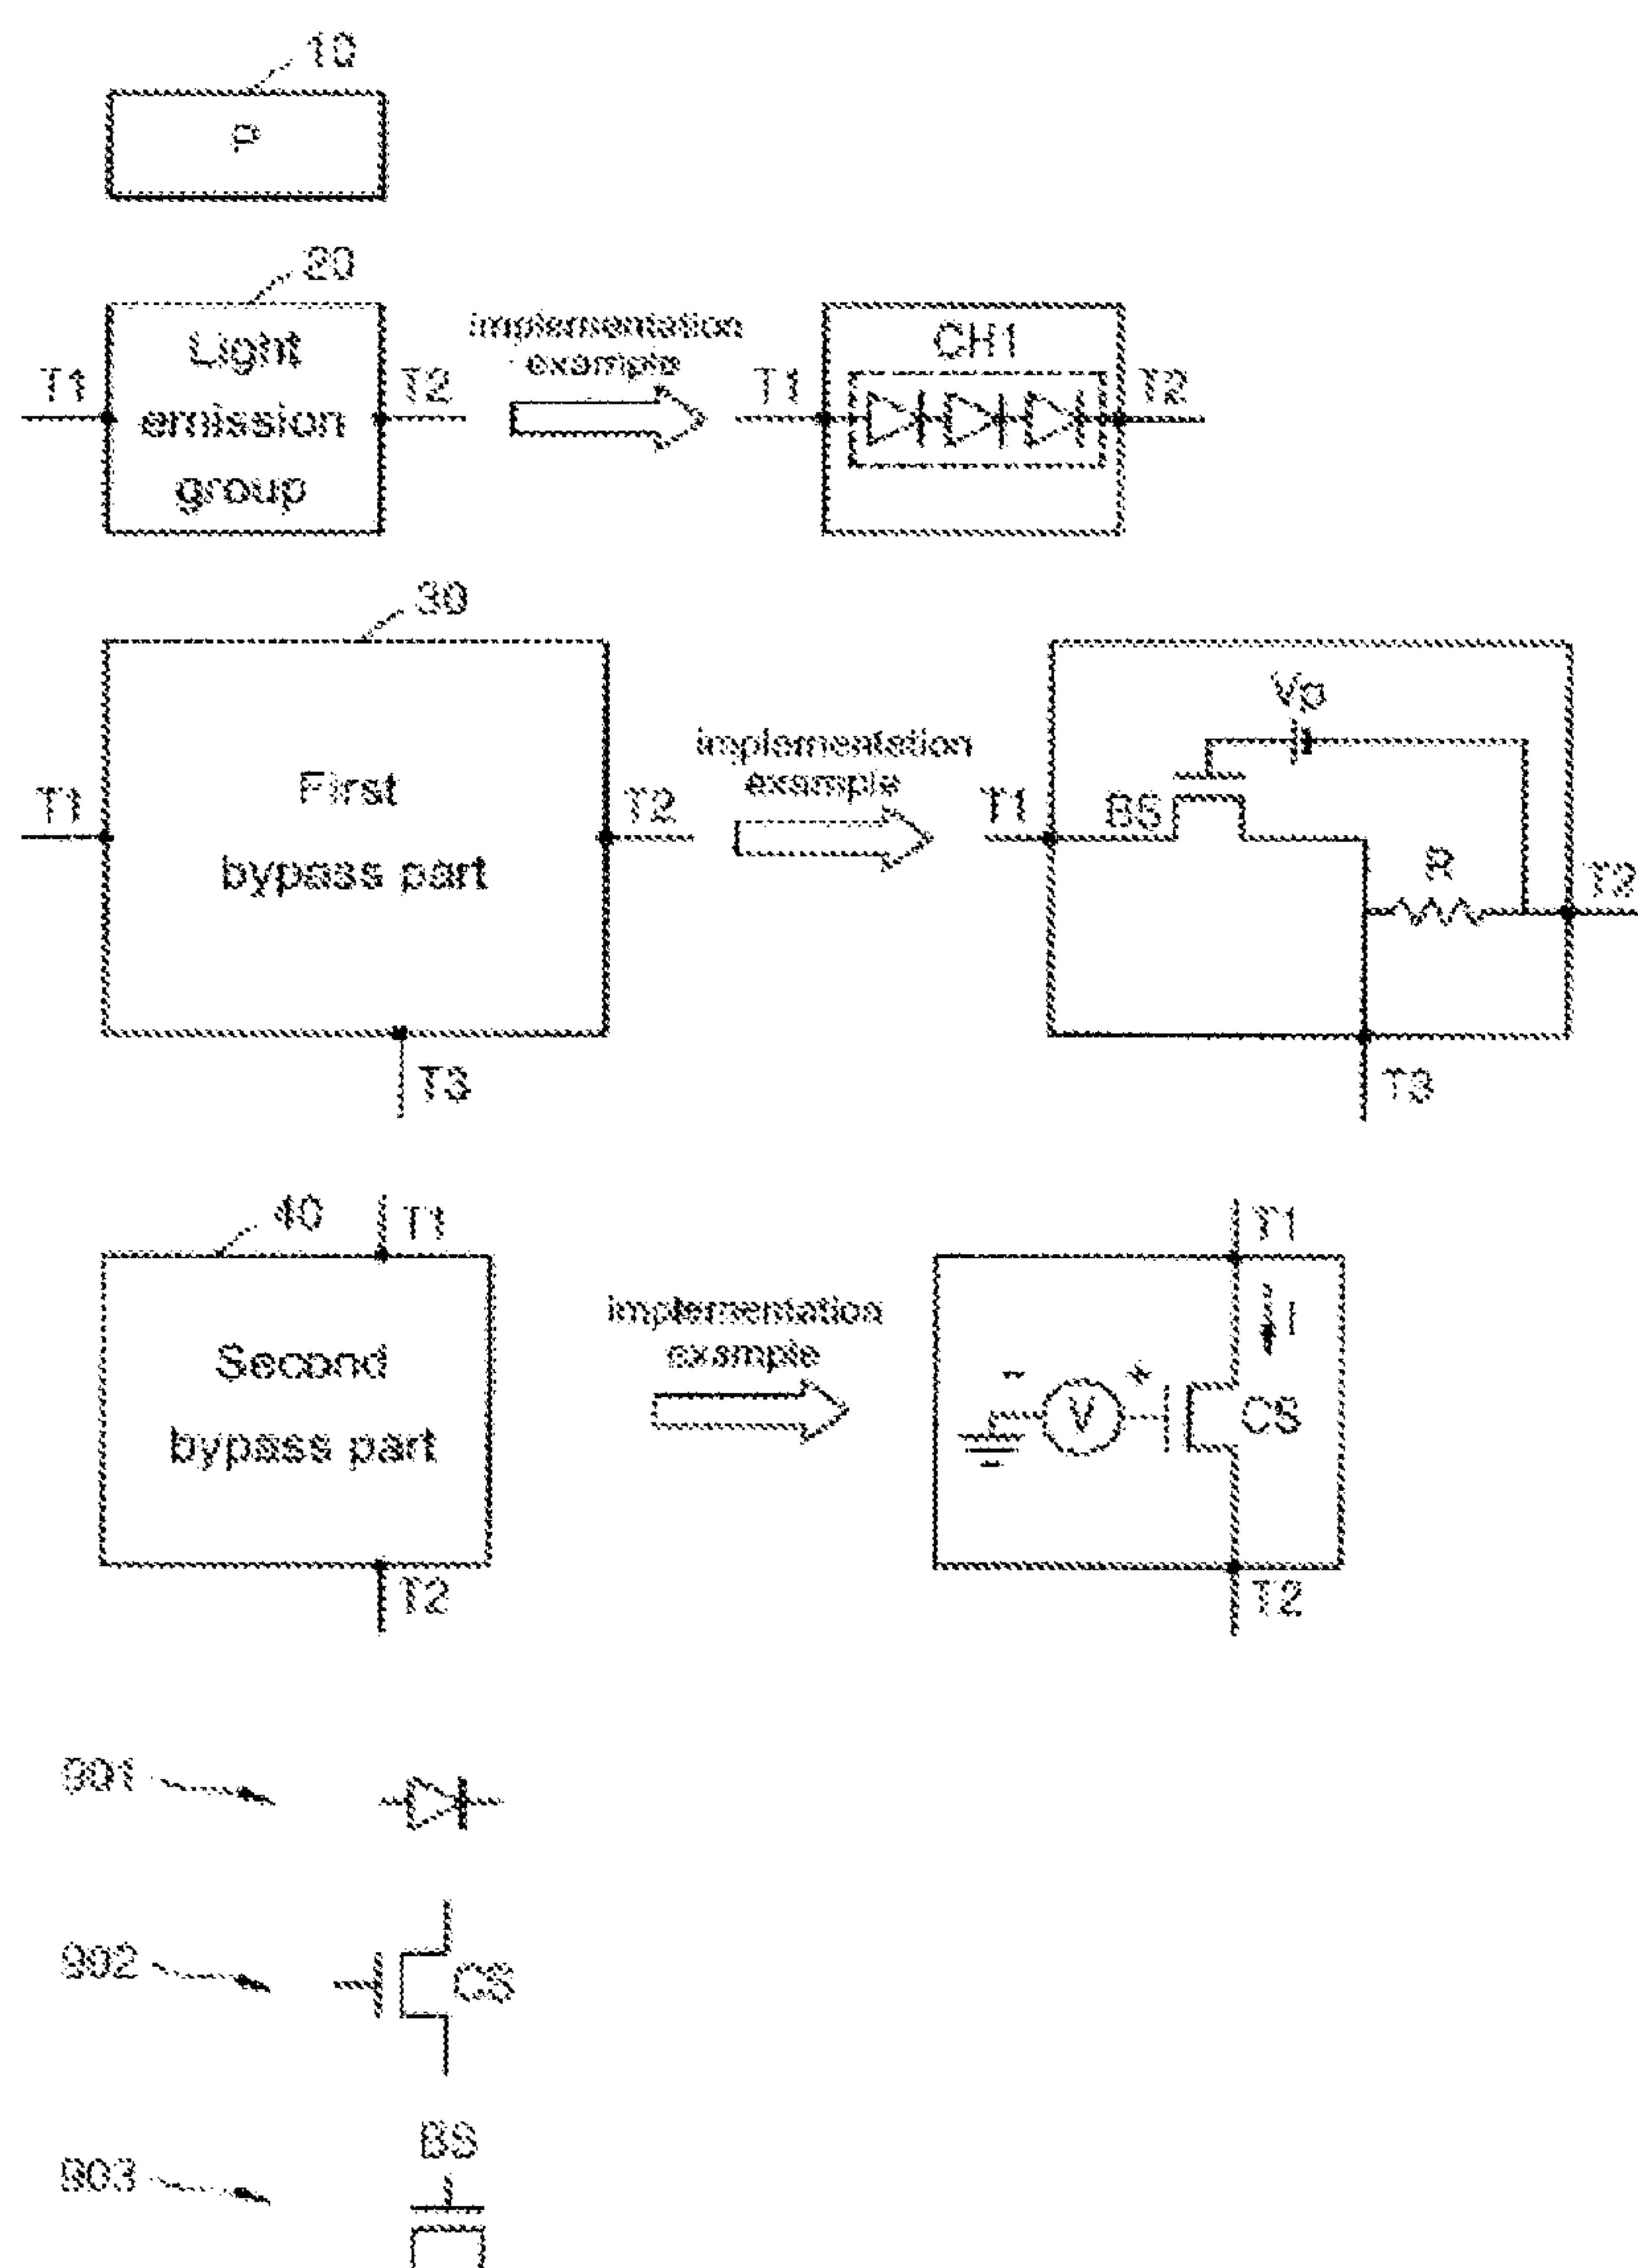 10
P
20
Light
emission
group
T1
T2
implementation
example
CH1
T1
T2
30
First
bypass part
T1
T2
T3
implementation
example
Vp
T1
BS
R
T2
T3
40
T1
Second
bypass part
T2
implementation
example
T1
I
- V +
CS
T2
901
902
CS
BS
903